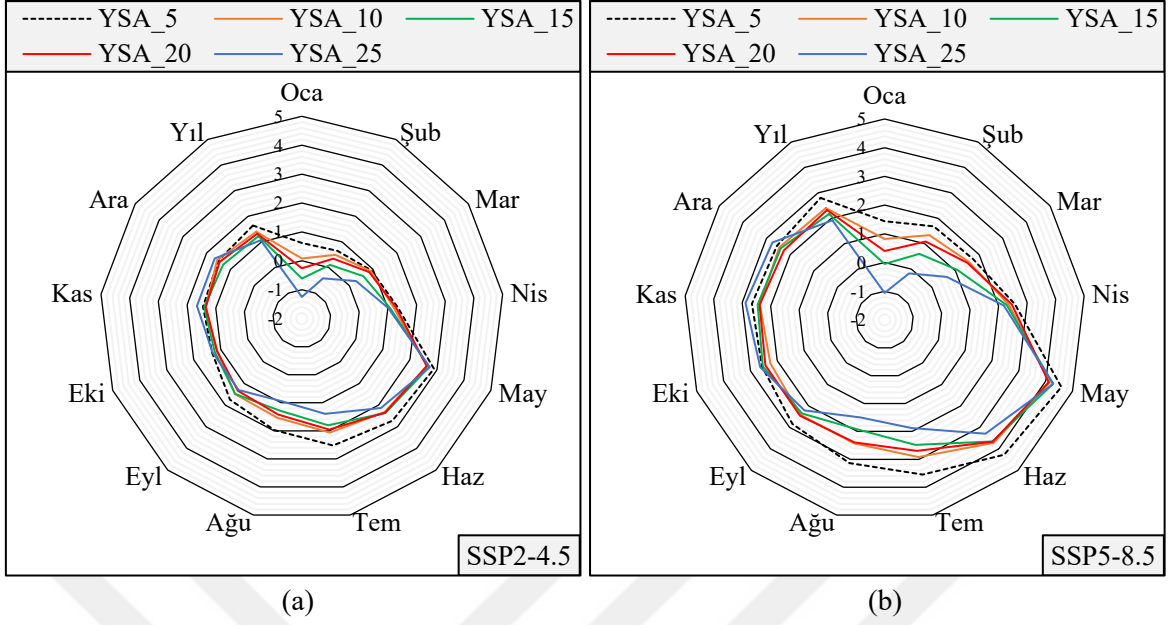 YSA_5 YSA_10 YSA_15
YSA_20 YSA_25
Oca
Şub
Mar
Nis
May
Haz
Tem
Ağu
Eyl
Eki
Kas
Ara
Yıl
5
4
3
2
1
0
-1
-2
SSP2-4.5
(a)
YSA_5 YSA_10 YSA_15
YSA_20 YSA_25
Oca
Şub
Mar
Nis
May
Haz
Tem
Ağu
Eyl
Eki
Kas
Ara
Yıl
5
4
3
2
1
0
-1
-2
SSP5-8.5
(b)